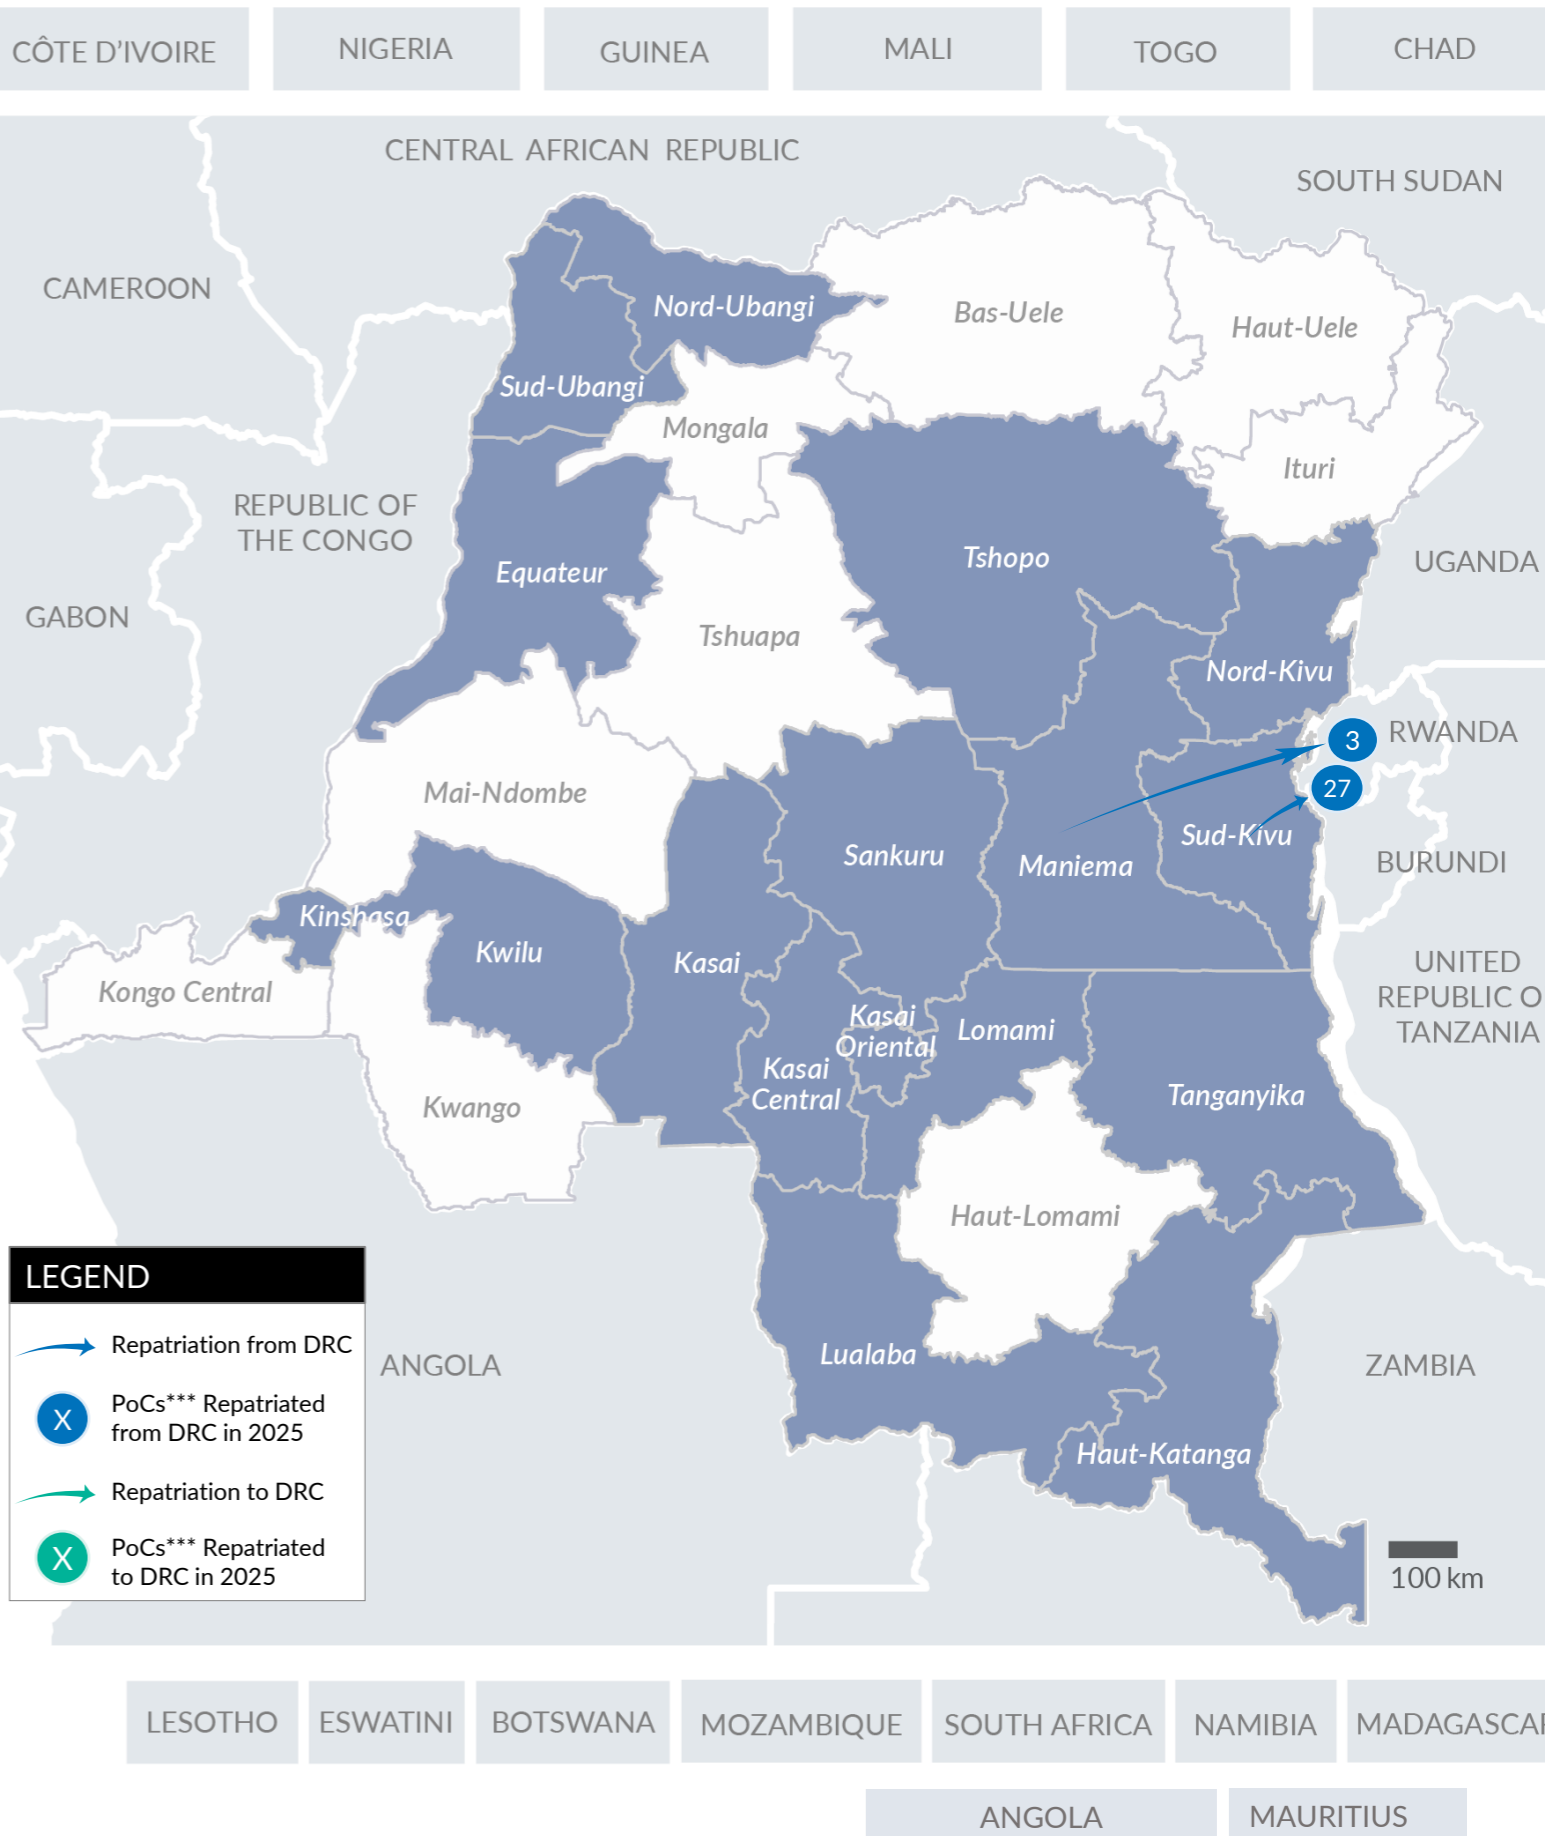 CÔTE D'IVOIRE
NIGERIA
GUINEA
MALI
TOGO
CHAD
CENTRAL AFRICAN REPUBLIC
SOUTH SUDAN
CAMEROON
Nord-Ubangi
Bas-Uele
Haut-Uele
Sud-Ubangi
Mongala
Ituri
REPUBLIC OF
THE CONGO
Equateur
Tshopo
UGANDA
GABON
Tshuapa
Nord-Kivu
3
RWANDA
27
Mai-Ndombe
Sud-Kivu
Sankuru
Maniema
BURUNDI
Kinshasa
Kwilu
Kasai
UNITED
REPUBLIC O
TANZANIA
Kongo Central
Kasai
Oriental
Lomami
Kasai
Central
Tanganyika
Kwango
Haut-Lomami
LEGEND
Repatriation from DRC
X
PoCs*** Repatriated
from DRC in 2025
Repatriation to DRC
X
PoCs*** Repatriated
to DRC in 2025
ANGOLA
Lualaba
ZAMBIA
Haut-Katanga
100 km
LESOTHO
ESWATINI
BOTSWANA
MOZAMBIQUE
SOUTH AFRICA
NAMIBIA
MADAGASCAR
ANGOLA
MAURITIUS